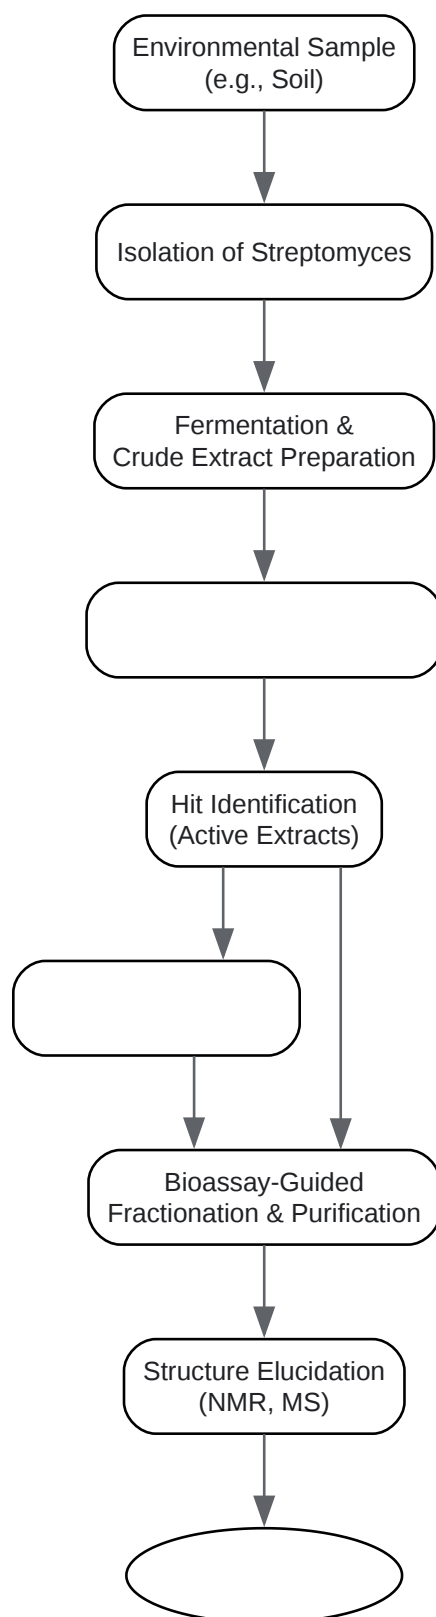 Environmental Sample
(e.g., Soil)
Isolation of Streptomyces
Fermentation &
Crude Extract Preparation
Hit Identification
(Active Extracts)
Bioassay-Guided
Fractionation & Purification
Structure Elucidation
(NMR, MS)